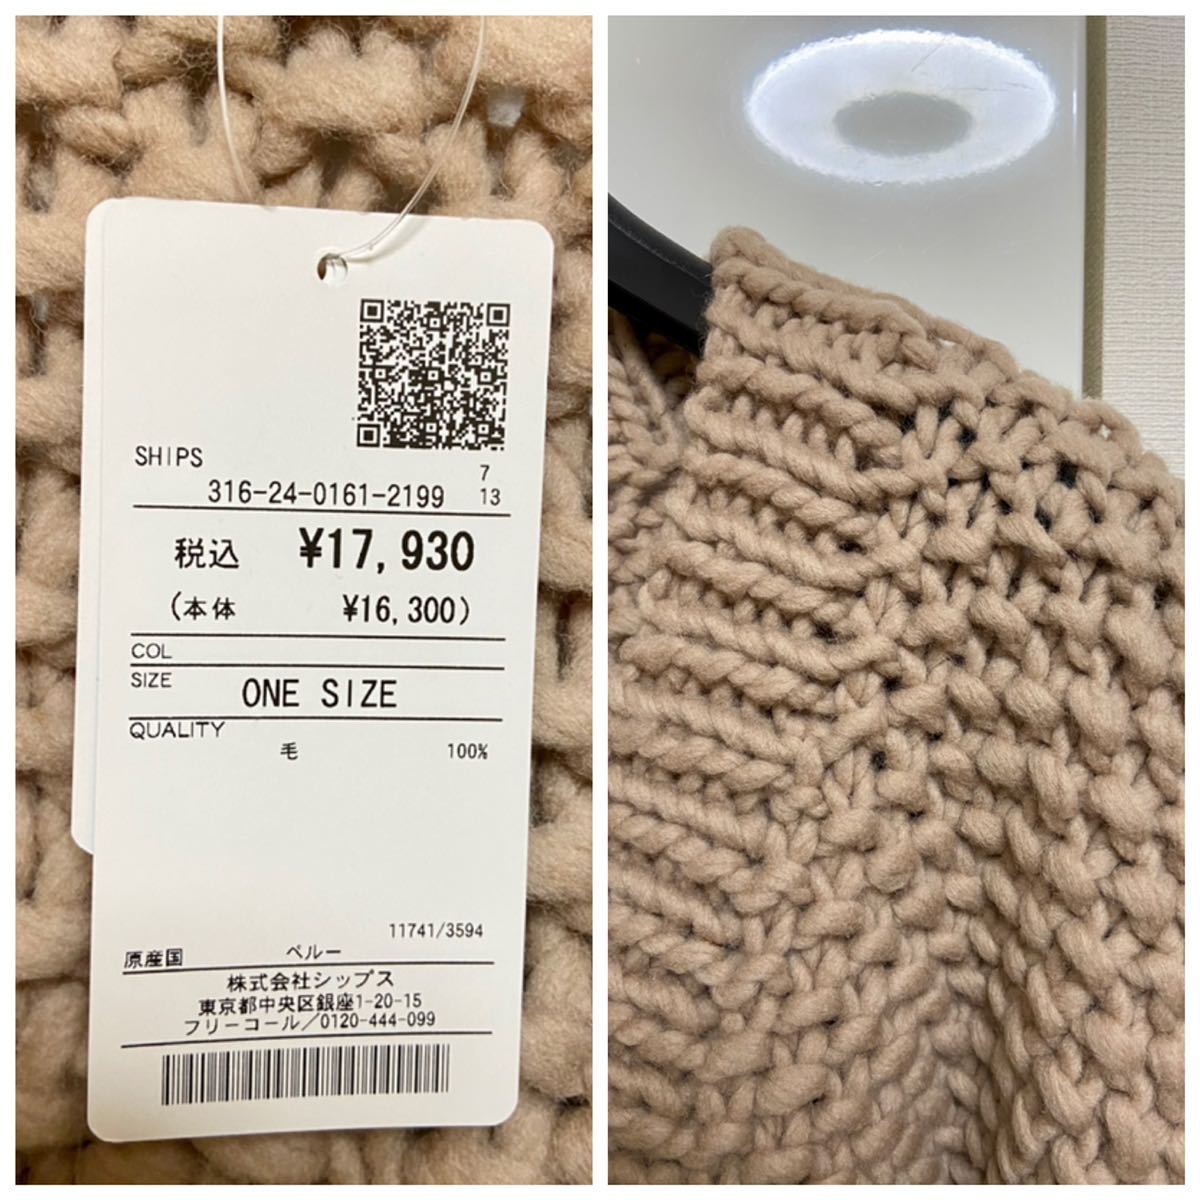 SHIPS
7
316-24-0161-2199 13
税込 ¥17,930
(本体 ¥16,300)
COL
SIZE ONE SIZE
QUALITY
毛 100%
11741/3594
原産国 ペルー
株式会社シップス
東京都中央区銀座1-20-15
フリーコール/0120-444-099